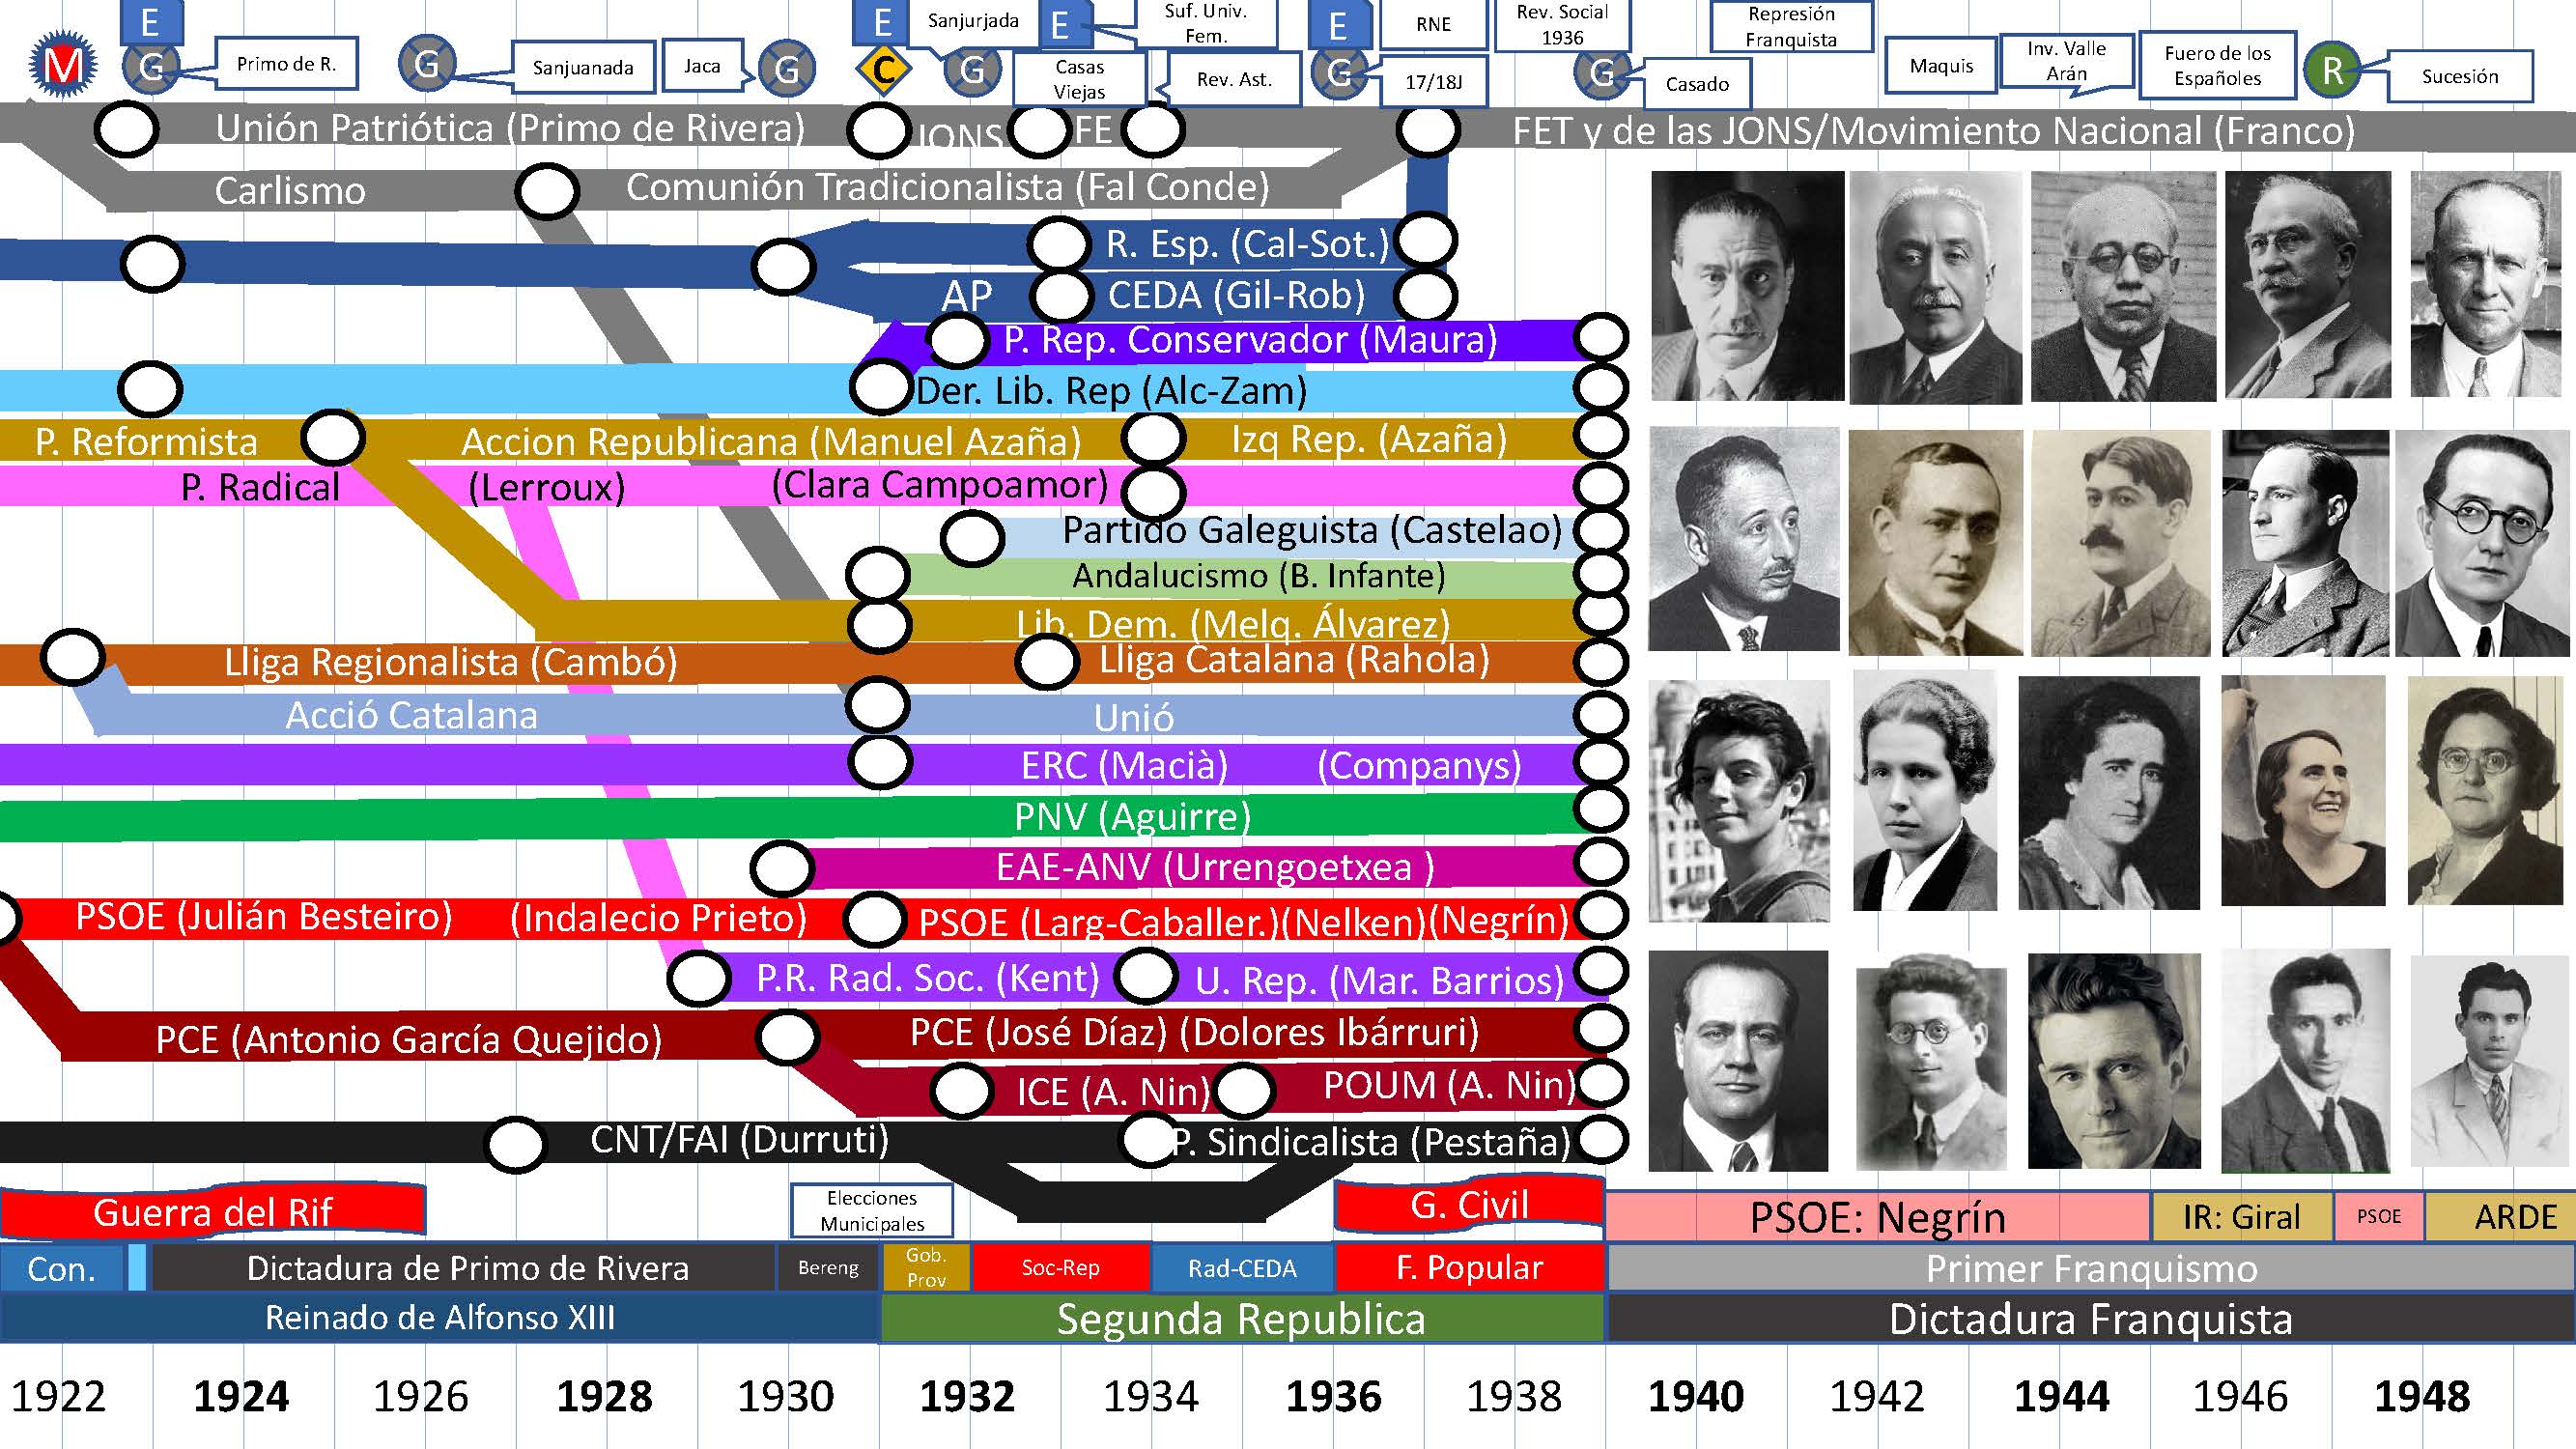 E
E
Sanjurjada
E
Suf. Univ.
Fem.
E
RNE
Rev. Social
1936
Represión
Franquista
M
G
Primo de R.
G
Sanjuanada
Jaca
G
C
G
Casas
Viejas
Rev. Ast.
G
17/18J
G
Casado
Maquis
Inv. Valle
Arán
Fuero de los
Españoles
R
Sucesión
Unión Patriótica (Primo de Rivera)
JONS
FE
FET y de las JONS/Movimiento Nacional (Franco)
Carlismo
Comunión Tradicionalista (Fal Conde)
R. Esp. (Cal-Sot.)
AP
CEDA (Gil-Rob)
P. Rep. Conservador (Maura)
Der. Lib. Rep (Alc-Zam)
P. Reformista
Accion Republicana (Manuel Azaña)
Izq Rep. (Azaña)
P. Radical
(Lerroux)
(Clara Campoamor)
Partido Galeguista (Castelao)
Andalucismo (B. Infante)
Lib. Dem. (Melq. Álvarez)
Lliga Regionalista (Cambó)
Lliga Catalana (Rahola)
Acció Catalana
Unió
ERC (Macià)
(Companys)
PNV (Aguirre)
EAE-ANV (Urrengoetxea )
PSOE (Julián Besteiro)
(Indalecio Prieto)
PSOE (Larg-Caballer.)(Nelken)(Negrín)
P.R. Rad. Soc. (Kent)
U. Rep. (Mar. Barrios)
PCE (Antonio García Quejido)
PCE (José Díaz) (Dolores Ibárruri)
ICE (A. Nin)
POUM (A. Nin)
CNT/FAI (Durruti)
P. Sindicalista (Pestaña)
Guerra del Rif
Elecciones
Municipales
G. Civil
PSOE: Negrín
IR: Giral
PSOE
ARDE
Con.
Dictadura de Primo de Rivera
Bereng
Gob.
Prov
Soc-Rep
Rad-CEDA
F. Popular
Primer Franquismo
Reinado de Alfonso XIII
Segunda Republica
Dictadura Franquista
1922
1924
1926
1928
1930
1932
1934
1936
1938
1940
1942
1944
1946
1948